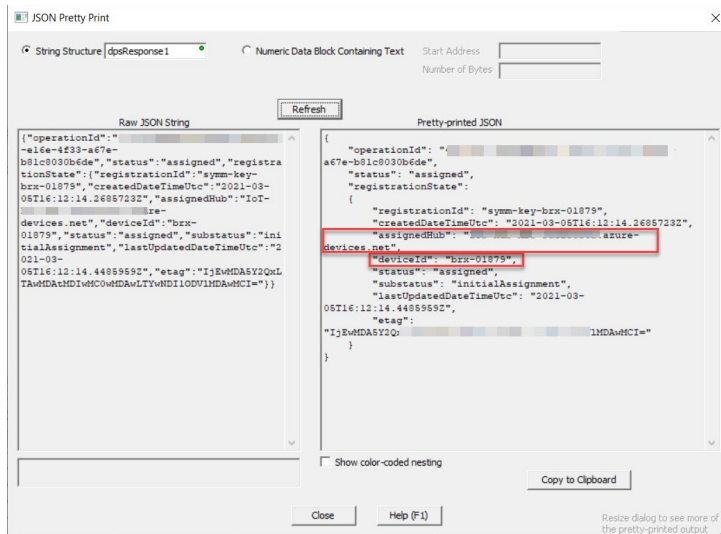 JSON Pretty Print
String Structure dpsResponse1
Numeric Data Block Containing Text
Start Address
Number of Bytes
Refresh
Raw JSON String
Pretty-printed JSON
{"operationId":"
-e16e-4f33-a67e-
b81c8030b6de","status":"assigned","registra
tionState":{"registrationId":"symm-key-
brx-01879","createdDateTimeUtc":"2021-03-
05T16:12:14.2685723Z","assignedHub":"IoT-
re-
devices.net","deviceId":"brx-
01879","status":"assigned","substatus":"ini
tialAssignment","lastUpdatedDateTimeUtc":"2
021-03-
05T16:12:14.4485959Z","etag":"IjEwMDA5Y2QxL
TAwMDAtMDIwMC0wMDAwLTYwNDI1ODV1MDAwMCI="}}
{
"operationId": "
a67e-b81c8030b6de",
"status": "assigned",
"registrationState":
{
"registrationId": "symm-key-brx-01879",
"createdDateTimeUtc": "2021-03-05T16:12:14.2685723Z",
"assignedHub": "
azure-
devices.net",
"deviceId": "brx-01879",
"status": "assigned",
"substatus": "initialAssignment",
"lastUpdatedDateTimeUtc": "2021-03-
05T16:12:14.4485959Z",
"etag":
"IjEwMDA5Y2Q
1MDAwMCI="
}
}
Show color-coded nesting
Copy to Clipboard
Close
Help (F1)
Resize dialog to see more of
the pretty-printed output